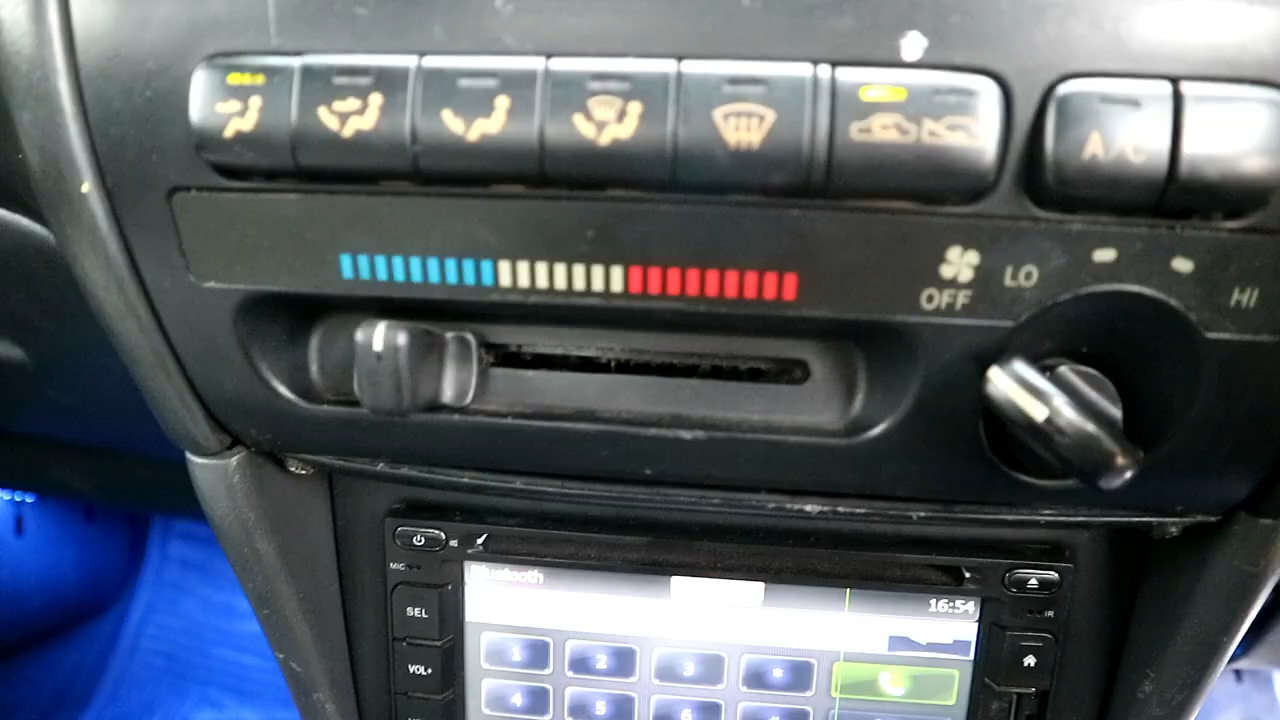 A/C
OFF LO HI
MIC
Bluetooth
16:54
SEL
VOL+
1 2 3 *
4 5 6 #